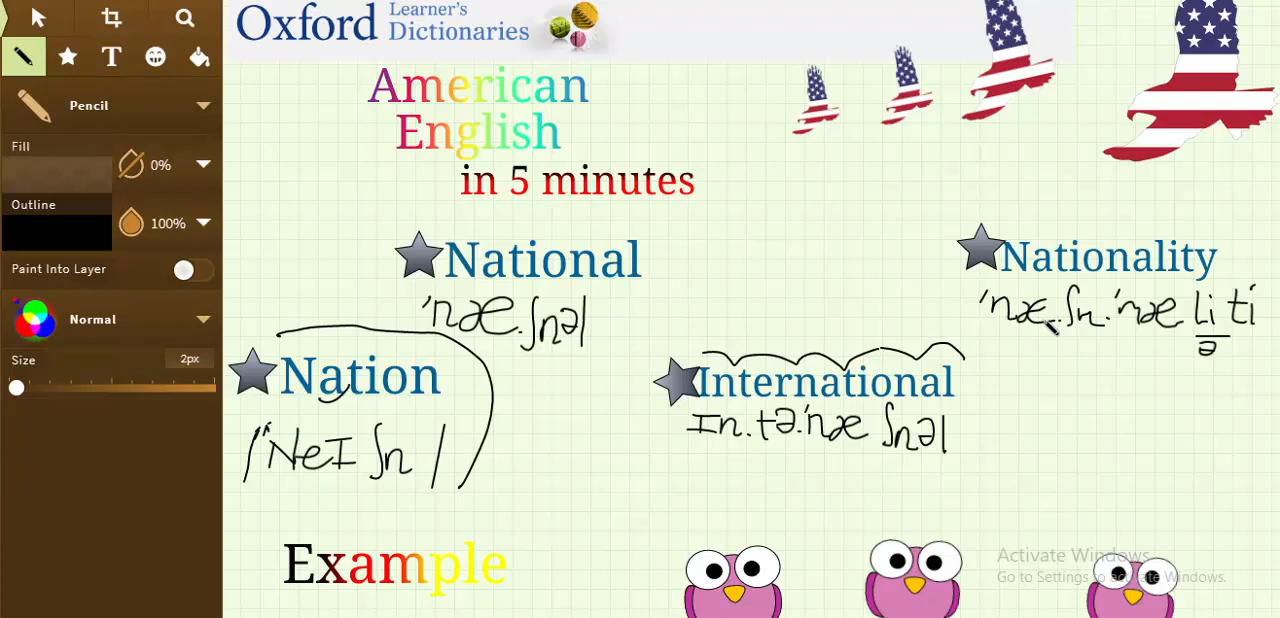 Oxford Learner's Dictionaries
American
English
in 5 minutes
Pencil
Fill
0%
Outline
100%
Paint Into Layer
Normal
Size
2px
National
ˈnæ.ʃnəl
Nationality
ˈnæ.ʃn.ˈnæ li ti
ə
Nation
/ˈNeI ʃn/
International
In.tə.ˈnæ ʃnəl
Example
Activate Windows
Go to Settings to activate Windows.